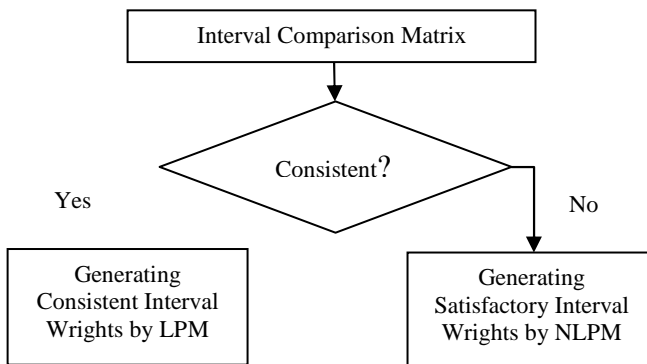 Interval Comparison Matrix
Consistent?
Yes
No
Generating
Consistent Interval
Wrights by LPM
Generating
Satisfactory Interval
Wrights by NLPM